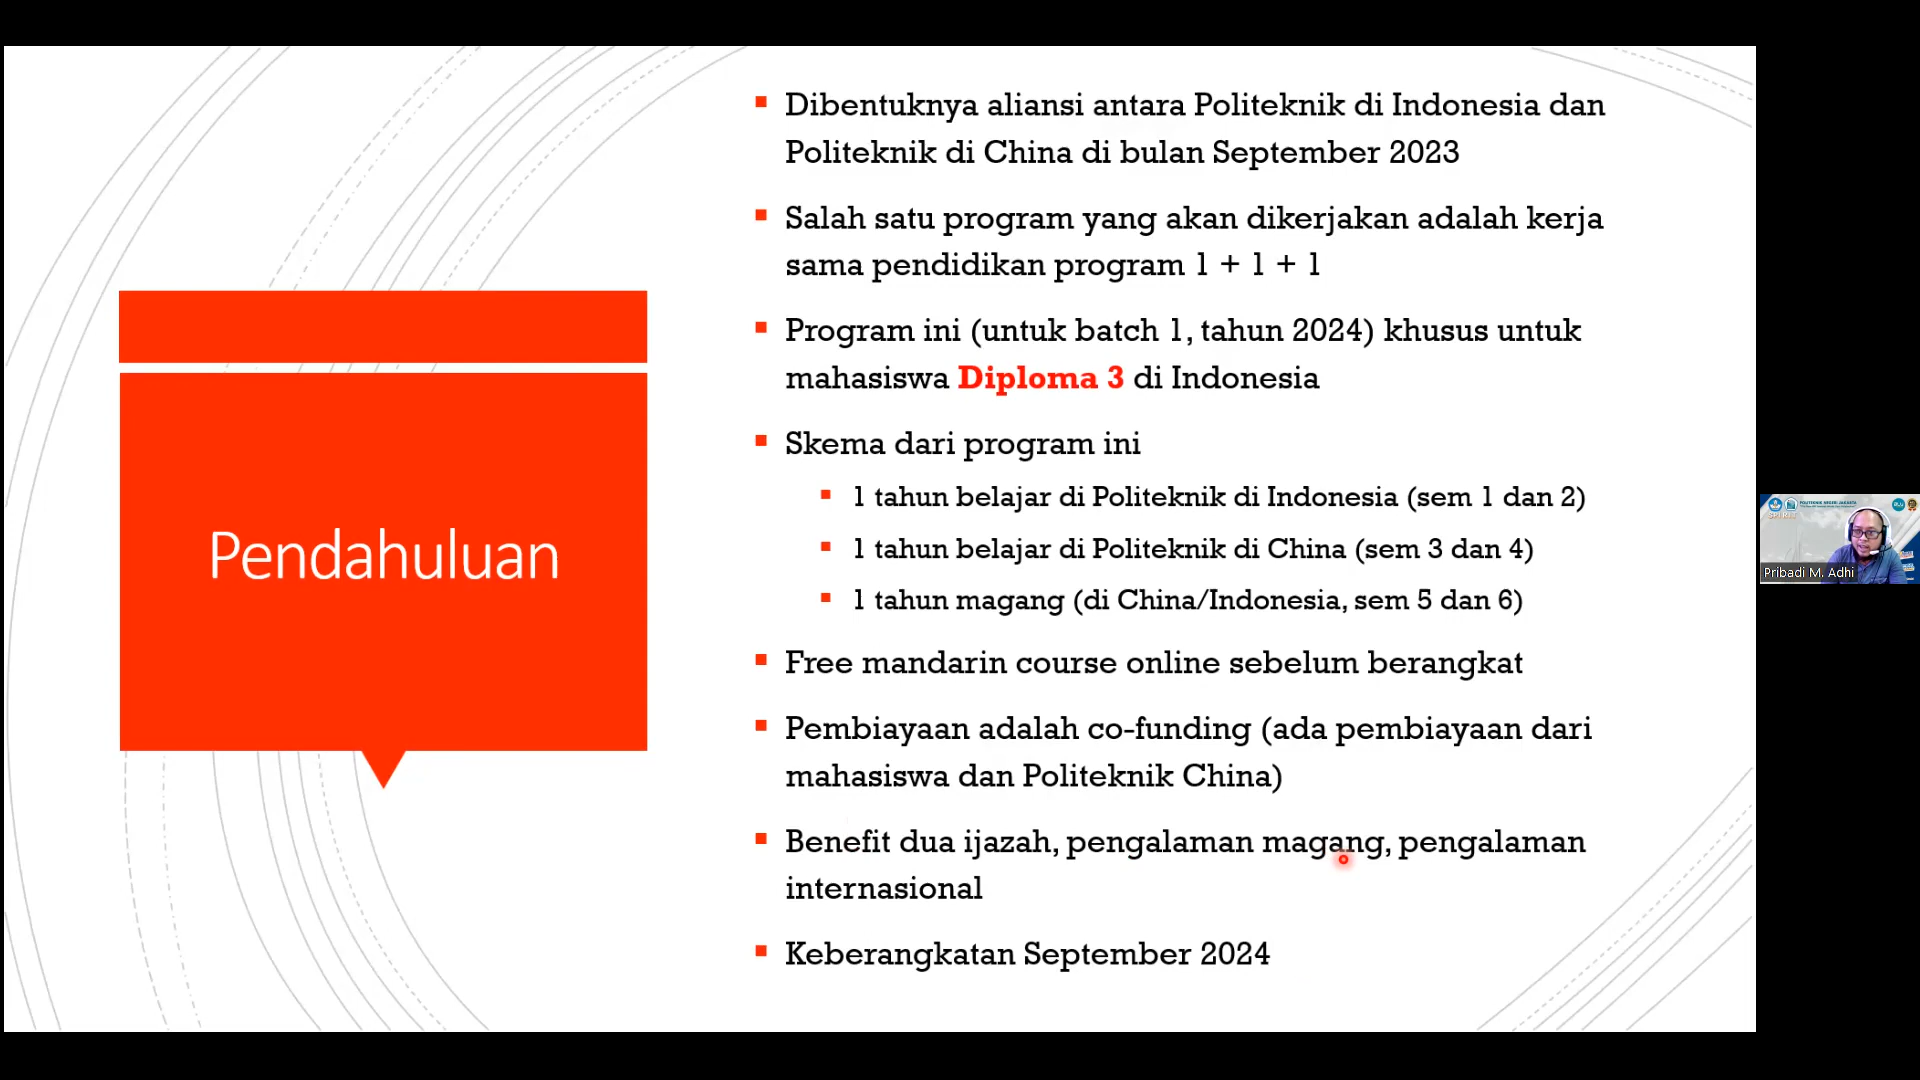 Pendahuluan
Dibentuknya aliansi antara Politeknik di Indonesia dan
Politeknik di China di bulan September 2023
Salah satu program yang akan dikerjakan adalah kerja
sama pendidikan program 1 + 1 + 1
Program ini (untuk batch 1, tahun 2024) khusus untuk
mahasiswa Diploma 3 di Indonesia
Skema dari program ini
1 tahun belajar di Politeknik di Indonesia (sem 1 dan 2)
1 tahun belajar di Politeknik di China (sem 3 dan 4)
1 tahun magang (di China/Indonesia, sem 5 dan 6)
Free mandarin course online sebelum berangkat
Pembiayaan adalah co-funding (ada pembiayaan dari
mahasiswa dan Politeknik China)
Benefit dua ijazah, pengalaman magang, pengalaman
internasional
Keberangkatan September 2024
POLITEKNIK NEGERI JAKARTA
Pribadi M. Adhi